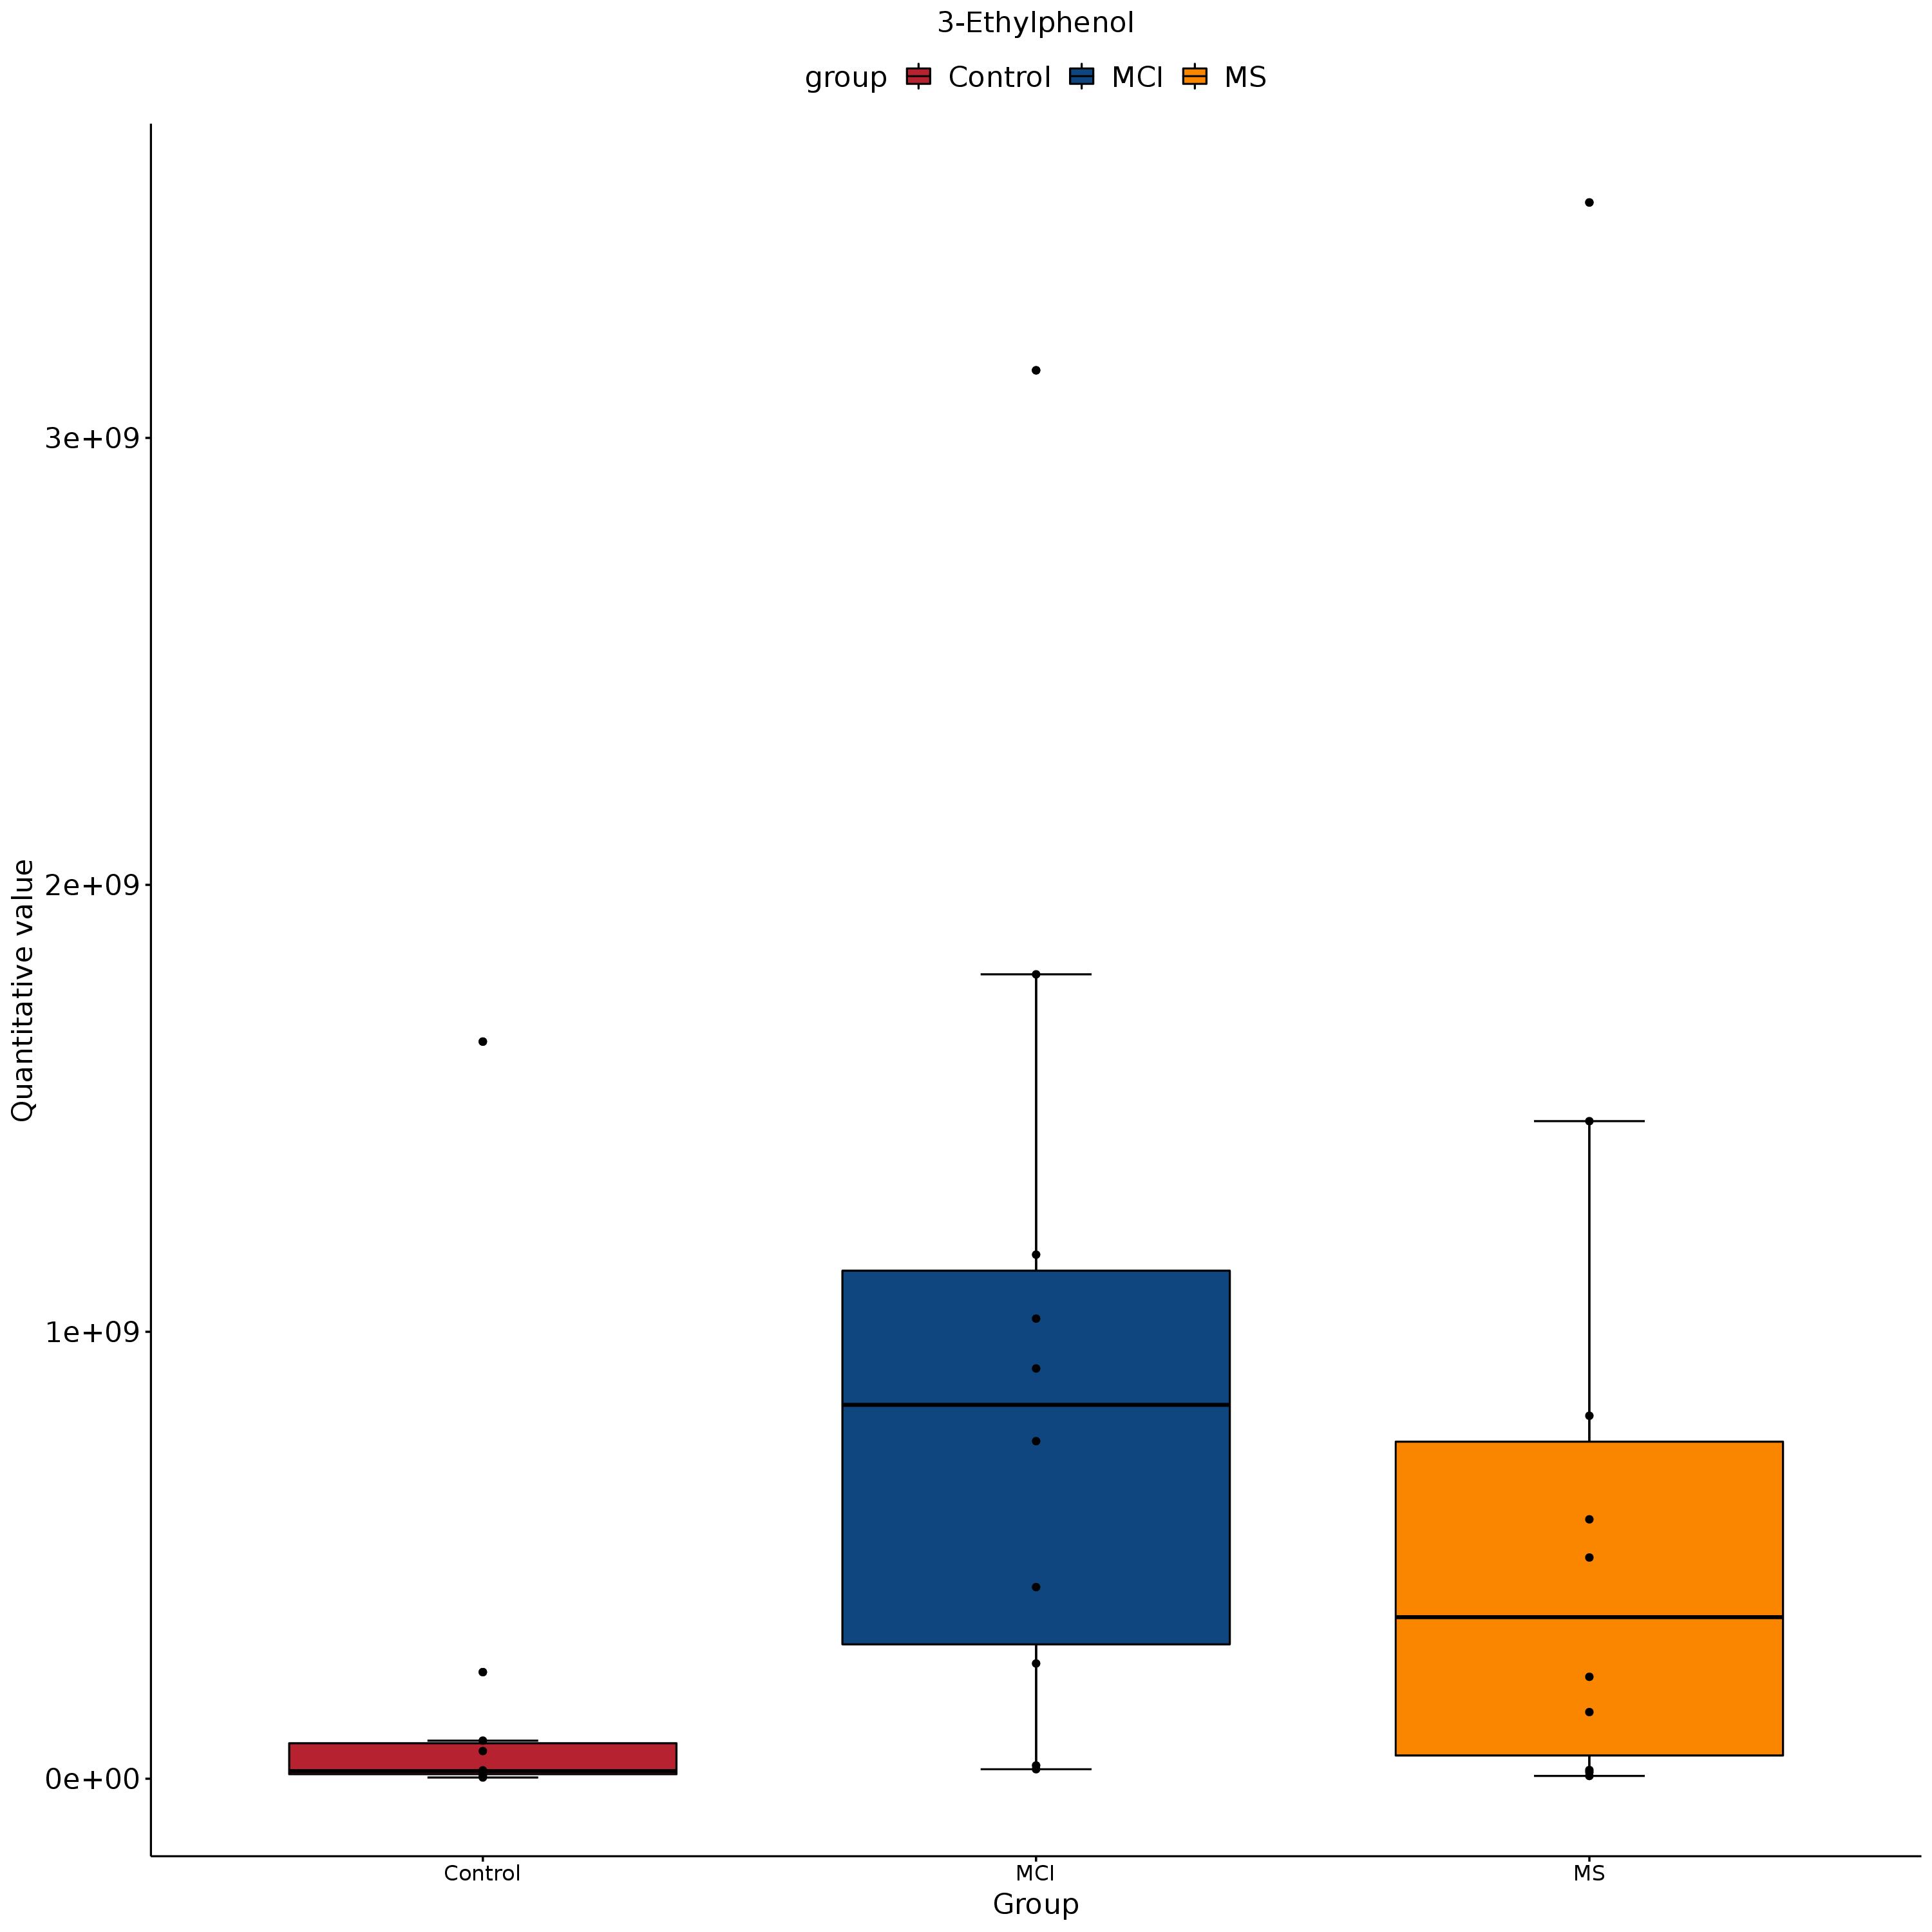 3-Ethylphenol
group Control MCI MS
Quantitative value
3e+09
2e+09
1e+09
0e+00
Control MCI MS
Group